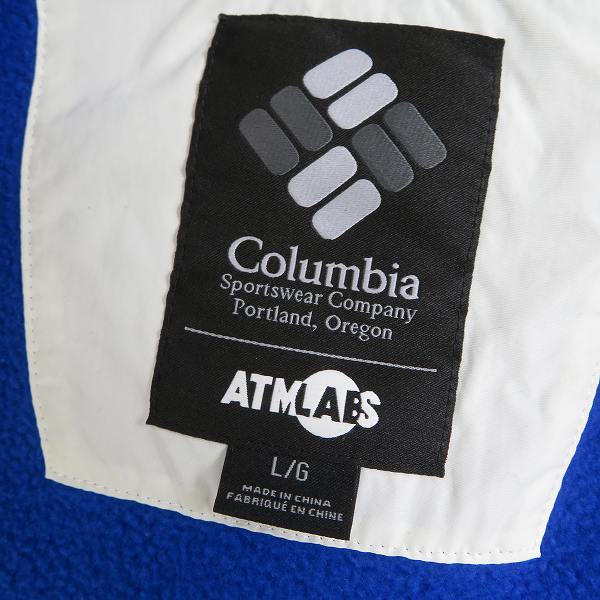 Columbia
Sportswear Company
Portland, Oregon
ATMLABS
L/G
MADE IN CHINA
FABRIQUÉ EN CHINE